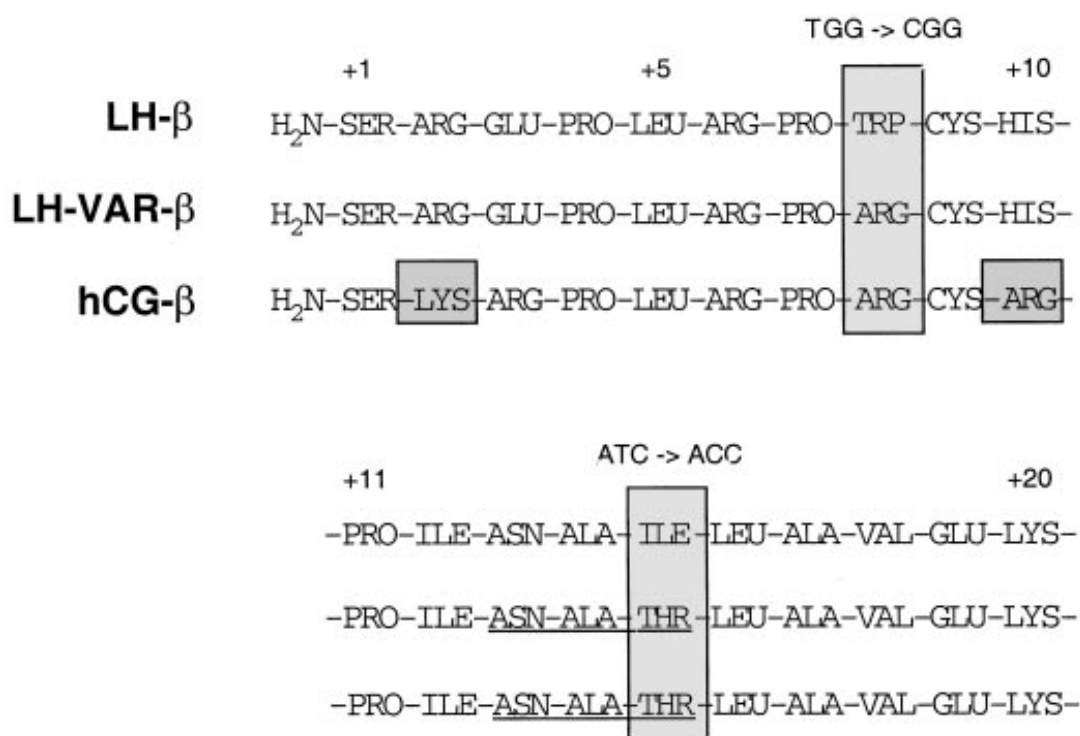 TGG -> CGG
+1 +5 +10
LH-β H₂N-SER-ARG-GLU-PRO-LEU-ARG-PRO-TRP-CYS-HIS-
LH-VAR-β H₂N-SER-ARG-GLU-PRO-LEU-ARG-PRO-ARG-CYS-HIS-
hCG-β H₂N-SER-LYS-ARG-PRO-LEU-ARG-PRO-ARG-CYS-ARG-
ATC -> ACC
+11 +20
-PRO-ILE-ASN-ALA-ILE-LEU-ALA-VAL-GLU-LYS-
-PRO-ILE-ASN-ALA-THR-LEU-ALA-VAL-GLU-LYS-
-PRO-ILE-ASN-ALA-THR-LEU-ALA-VAL-GLU-LYS-